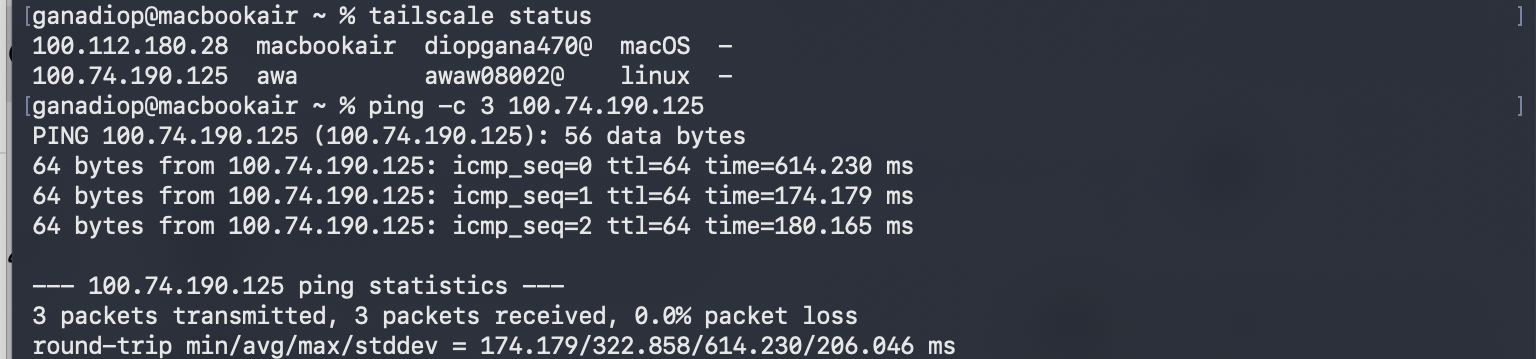 [ganadiop@macbookair ~ % tailscale status ]
100.112.180.28  macbookair  diopgana470@  macOS  –
100.74.190.125  awa         awaw08002@    linux  –
[ganadiop@macbookair ~ % ping –c 3 100.74.190.125 ]
PING 100.74.190.125 (100.74.190.125): 56 data bytes
64 bytes from 100.74.190.125: icmp_seq=0 ttl=64 time=614.230 ms
64 bytes from 100.74.190.125: icmp_seq=1 ttl=64 time=174.179 ms
64 bytes from 100.74.190.125: icmp_seq=2 ttl=64 time=180.165 ms
––– 100.74.190.125 ping statistics –––
3 packets transmitted, 3 packets received, 0.0% packet loss
round–trip min/avg/max/stddev = 174.179/322.858/614.230/206.046 ms